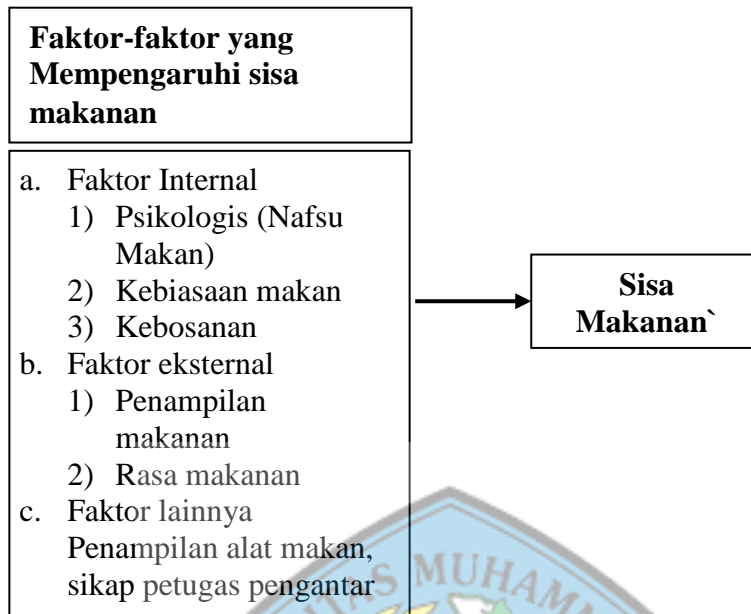 Faktor-faktor yang
Mempengaruhi sisa
makanan
a. Faktor Internal
1) Psikologis (Nafsu
Makan)
2) Kebiasaan makan
3) Kebosanan
b. Faktor eksternal
1) Penampilan
makanan
2) Rasa makanan
c. Faktor lainnya
Penampilan alat makan,
sikap petugas pengantar
Sisa
Makanan`